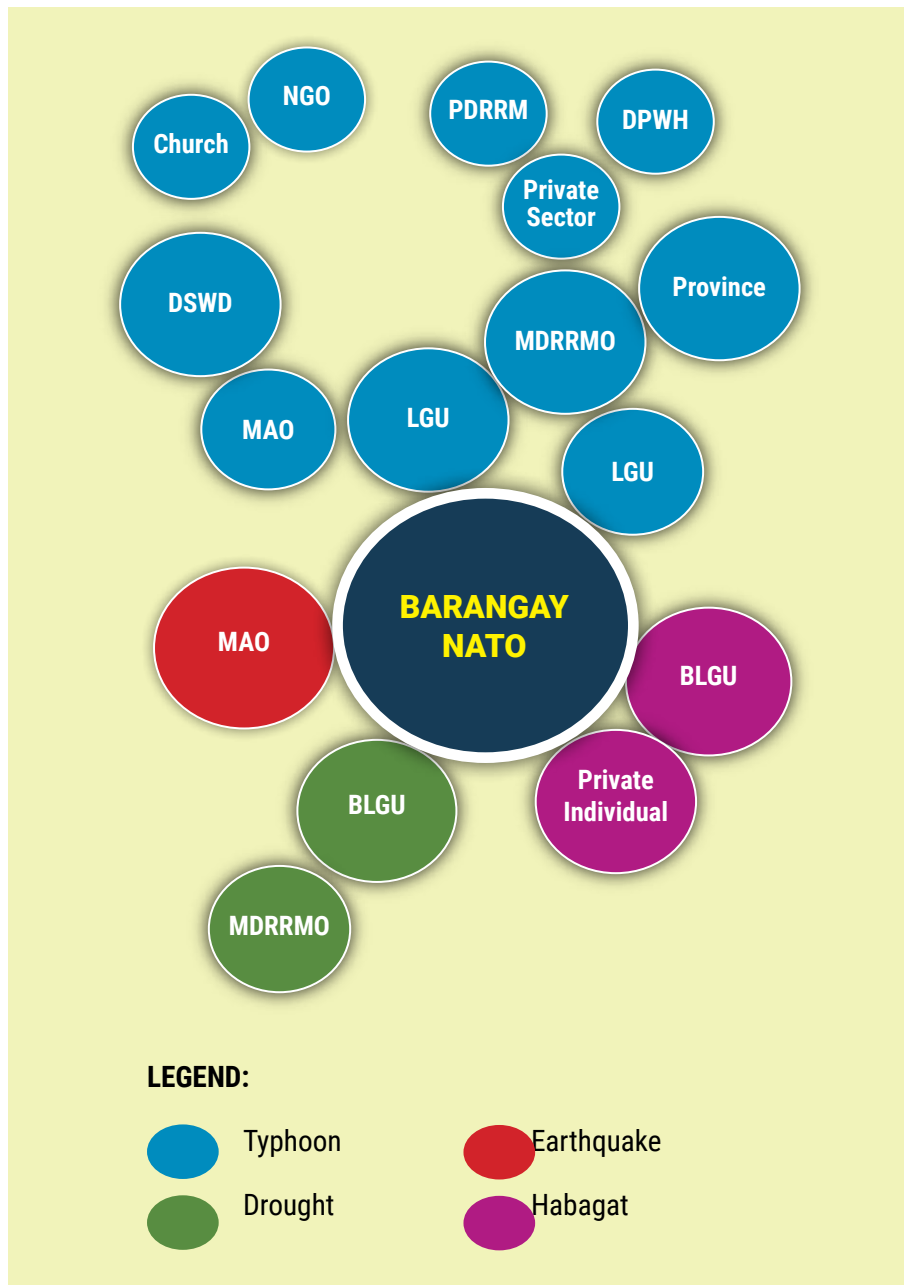 NGO
Church
PDRRM
DPWH
Private
Sector
DSWD
Province
MDRRMO
MAO
LGU
LGU
BARANGAY
NATO
MAO
BLGU
Private
Individual
BLGU
MDRRMO
LEGEND:
Typhoon
Earthquake
Drought
Habagat